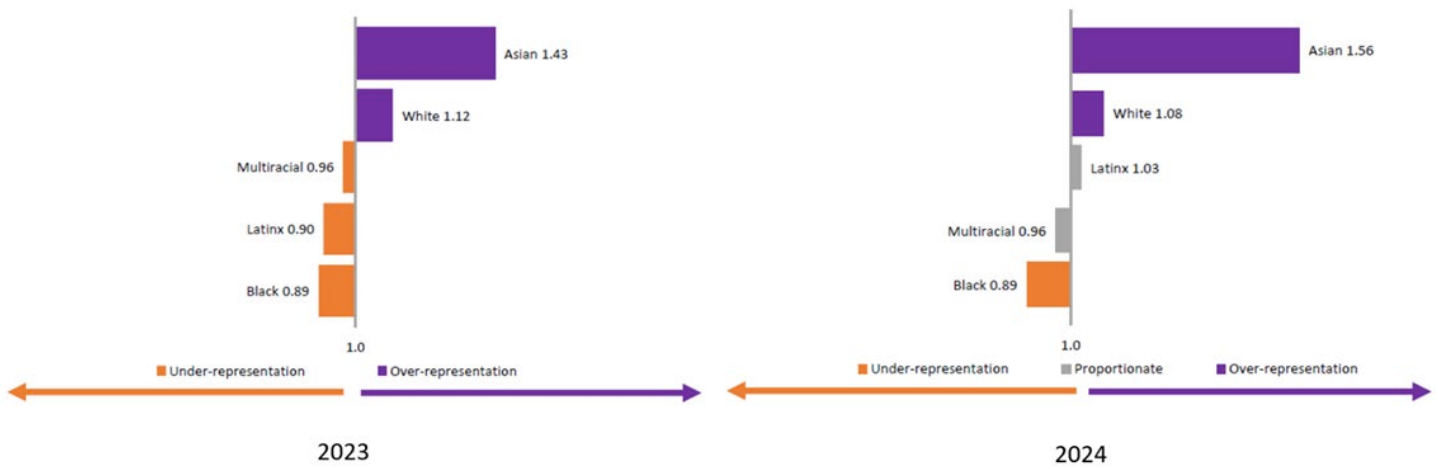 Asian 1.43
White 1.12
Multiracial 0.96
Latinx 0.90
Black 0.89
1.0
Under-representation
Over-representation
2023
Asian 1.56
White 1.08
Latinx 1.03
Multiracial 0.96
Black 0.89
1.0
Under-representation
Proportionate
Over-representation
2024